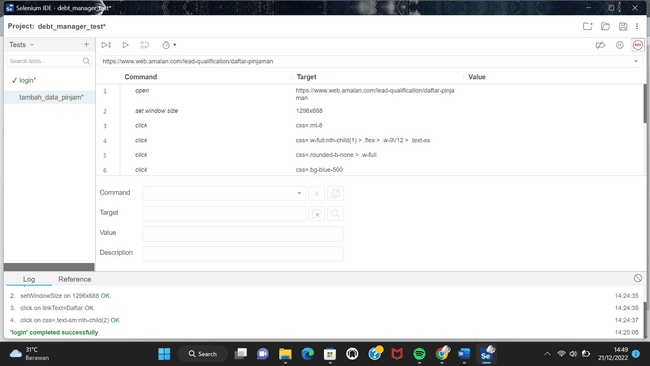 Selenium IDE - debt_manager_test*
Project: debt_manager_test*
Tests
Search tests...
✓ login*
tambah_data_pinjam*
https://www.web.amalan.com/lead-qualification/daftar-pinjaman
Command Target Value
1 open https://www.web.amalan.com/lead-qualification/daftar-pinja
man
2 set window size 1296x688
3 click css=.mt-8
4 click css=.w-full:nth-child(1) > .flex > .w-9\/12 > .text-xs
5 click css=.rounded-b-none > .w-full
6 click css=.bg-blue-500
Command
//
Target
Value
Description
Log Reference
2. setWindowSize on 1296x688 OK 14:24:35
3. click on linkText=Daftar OK 14:24:35
4. click on css=.text-sm:nth-child(2) OK 14:24:37
'login' completed successfully 14:25:05
31°C
Berawan
Search
Se
14:49
21/12/2022
2